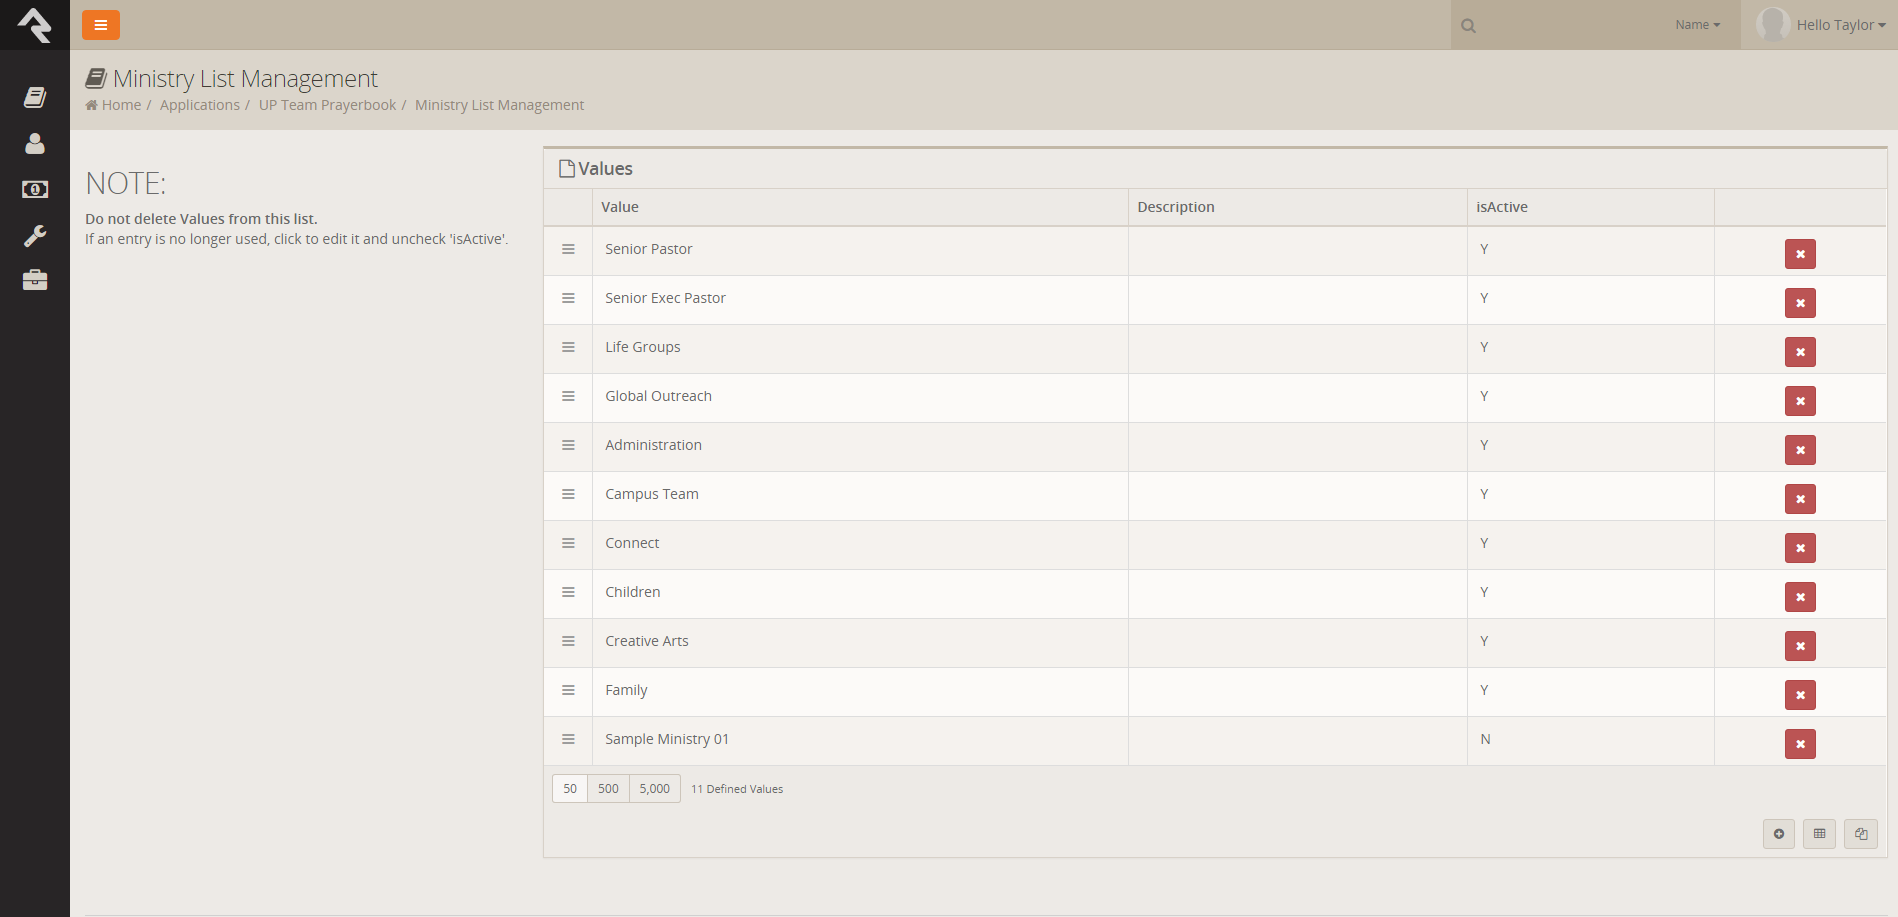 Name
Hello Taylor
Ministry List Management
Home / Applications / UP Team Prayerbook / Ministry List Management
NOTE:
Do not delete Values from this list.
If an entry is no longer used, click to edit it and uncheck 'isActive'.
Values
Value Description isActive
Senior Pastor Y
Senior Exec Pastor Y
Life Groups Y
Global Outreach Y
Administration Y
Campus Team Y
Connect Y
Children Y
Creative Arts Y
Family Y
Sample Ministry 01 N
50 500 5,000 11 Defined Values